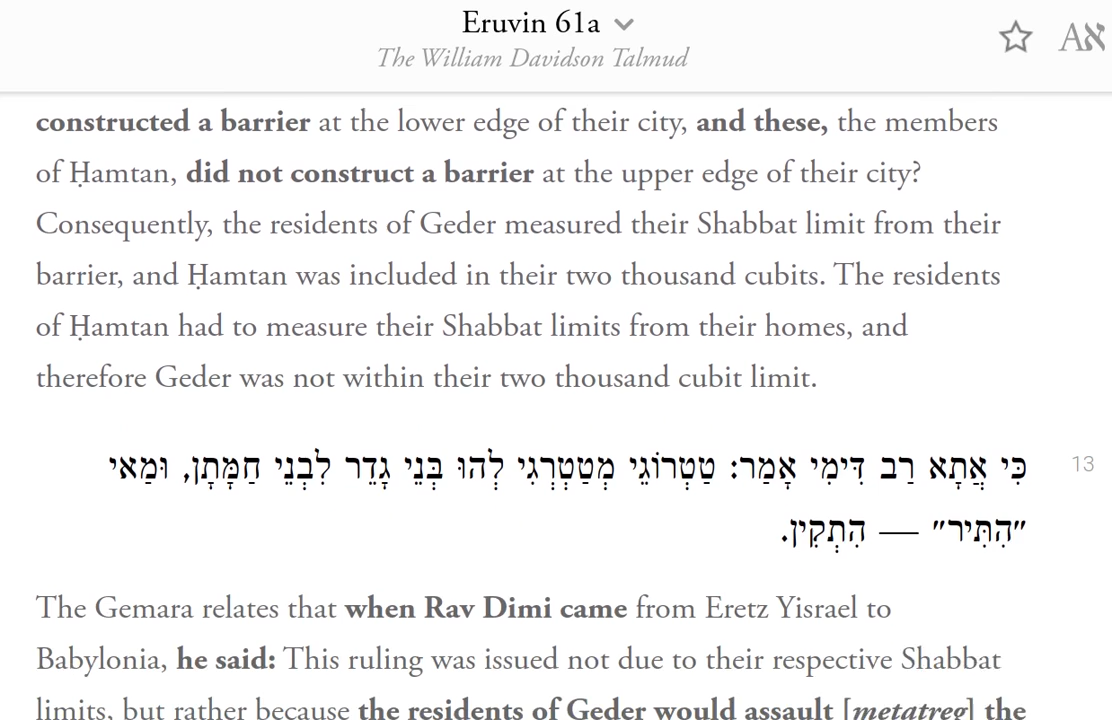 Eruvin 61a
The William Davidson Talmud
Aא
constructed a barrier at the lower edge of their city, and these, the members
of Ḥamtan, did not construct a barrier at the upper edge of their city?
Consequently, the residents of Geder measured their Shabbat limit from their
barrier, and Ḥamtan was included in their two thousand cubits. The residents
of Ḥamtan had to measure their Shabbat limits from their homes, and
therefore Geder was not within their two thousand cubit limit.
13
כִּי אֲתָא רַב דִּימִי אָמַר: טַטְרוֹגֵי מְטַטְרְגִי לְהוּ בְּנֵי גָדֵר לִבְנֵי חַמָּתָן, וּמַאי
״הִתִּיר״ — הִתְקִין.
The Gemara relates that when Rav Dimi came from Eretz Yisrael to
Babylonia, he said: This ruling was issued not due to their respective Shabbat
limits, but rather because the residents of Geder would assault [metatreg] the